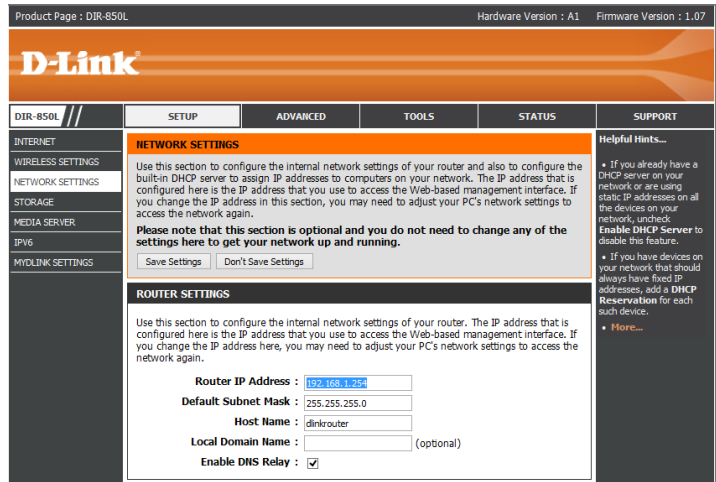 Product Page : DIR-850L
Hardware Version : A1
Firmware Version : 1.07
D-Link
DIR-850L
SETUP
ADVANCED
TOOLS
STATUS
SUPPORT
INTERNET
WIRELESS SETTINGS
NETWORK SETTINGS
STORAGE
MEDIA SERVER
IPV6
MYDLINK SETTINGS
NETWORK SETTINGS
Use this section to configure the internal network settings of your router and also to configure the
built-in DHCP server to assign IP addresses to computers on your network. The IP address that is
configured here is the IP address that you use to access the Web-based management interface. If
you change the IP address in this section, you may need to adjust your PC's network settings to
access the network again.
Please note that this section is optional and you do not need to change any of the
settings here to get your network up and running.
Save Settings
Don't Save Settings
ROUTER SETTINGS
Use this section to configure the internal network settings of your router. The IP address that is
configured here is the IP address that you use to access the Web-based management interface. If
you change the IP address here, you may need to adjust your PC's network settings to access the
network again.
Router IP Address : 192.168.1.254
Default Subnet Mask : 255.255.255.0
Host Name : dlinkrouter
Local Domain Name : (optional)
Enable DNS Relay :
Helpful Hints...
• If you already have a
DHCP server on your
network or are using
static IP addresses on all
the devices on your
network, uncheck
Enable DHCP Server to
disable this feature.
• If you have devices on
your network that should
always have fixed IP
addresses, add a DHCP
Reservation for each
such device.
• More...